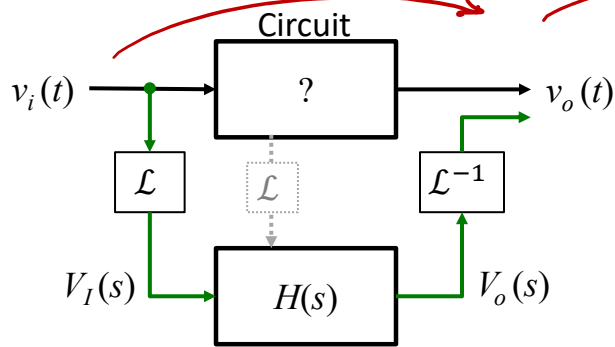 Circuit
v_i(t) ? v_o(t)
ℒ ℒ ℒ⁻¹
V_I(s) H(s) V_o(s)